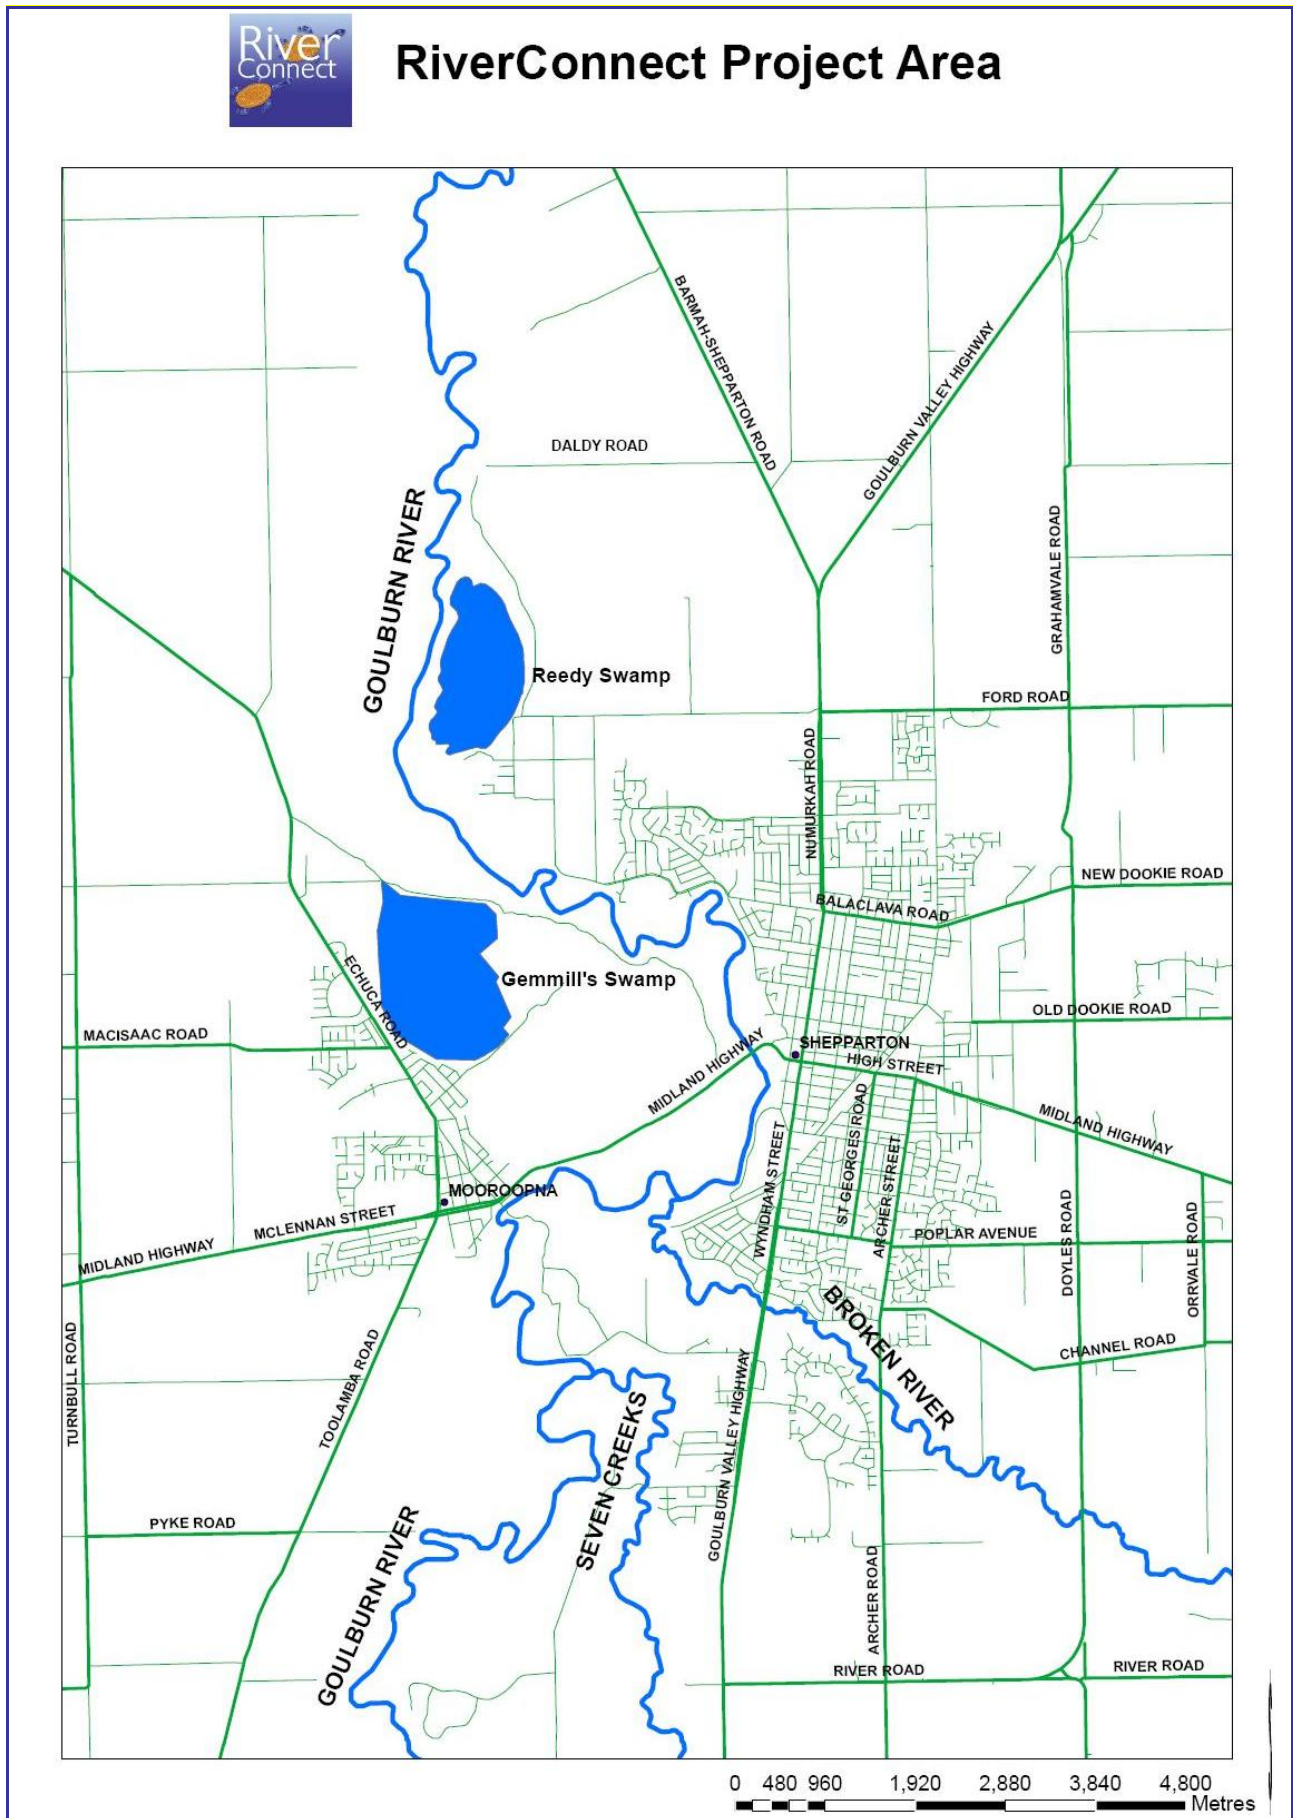 River
Connect
RiverConnect Project Area
BARMAH-SHEPPARTON ROAD
GOULBURN VALLEY HIGHWAY
DALDY ROAD
GOULBURN RIVER
GRAHAMVALE ROAD
Reedy Swamp
FORD ROAD
NUMURKAH ROAD
NEW DOOKIE ROAD
BALACLAVA ROAD
ECHUCA ROAD
Gemmill's Swamp
OLD DOOKIE ROAD
MACISAAC ROAD
MIDLAND HIGHWAY
SHEPPARTON
HIGH STREET
ST GEORGES ROAD
MIDLAND HIGHWAY
WYNDHAM STREET
ARCHER STREET
MOOROOPNA
MCLENNAN STREET
MIDLAND HIGHWAY
POPLAR AVENUE
DOYLES ROAD
ORRVALE ROAD
BROKEN RIVER
TURNBULL ROAD
TOOLAMBA ROAD
CHANNEL ROAD
GOULBURN VALLEY HIGHWAY
SEVEN CREEKS
PYKE ROAD
GOULBURN RIVER
ARCHER ROAD
RIVER ROAD
RIVER ROAD
0 480 960 1,920 2,880 3,840 4,800
Metres